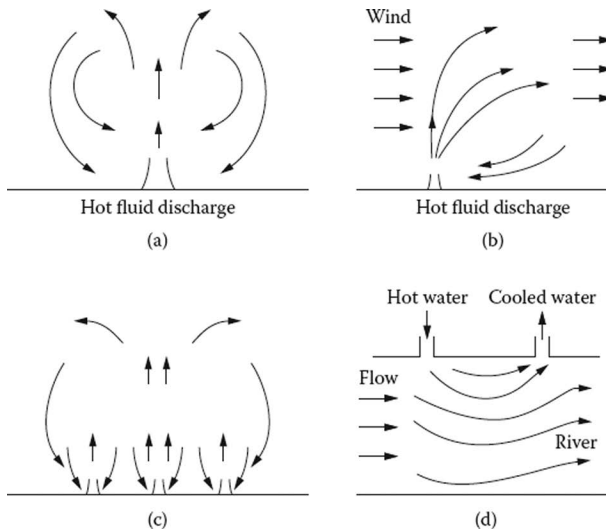 Hot fluid discharge
(a)
Wind
Hot fluid discharge
(b)
(c)
Hot water
Cooled water
Flow
River
(d)